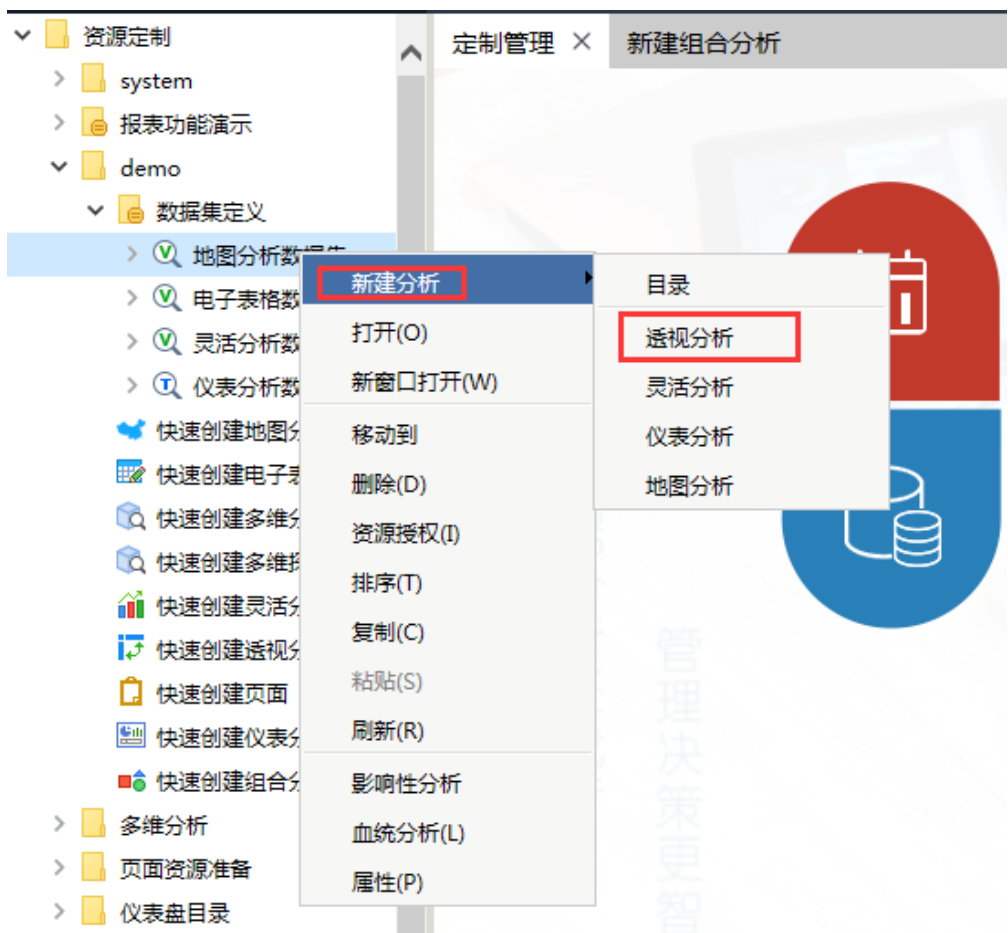 资源定制
system
报表功能演示
demo
数据集定义
地图分析数据集
电子表格数
灵活分析数
仪表分析数
快速创建地图分
快速创建电子表
快速创建多维分
快速创建多维探
快速创建灵活分
快速创建透视分
快速创建页面
快速创建仪表分
快速创建组合分
多维分析
页面资源准备
仪表盘目录
定制管理
新建组合分析
新建分析
打开(O)
新窗口打开(W)
移动到
删除(D)
资源授权(I)
排序(T)
复制(C)
粘贴(S)
刷新(R)
影响性分析
血统分析(L)
属性(P)
目录
透视分析
灵活分析
仪表分析
地图分析
管理决策更智